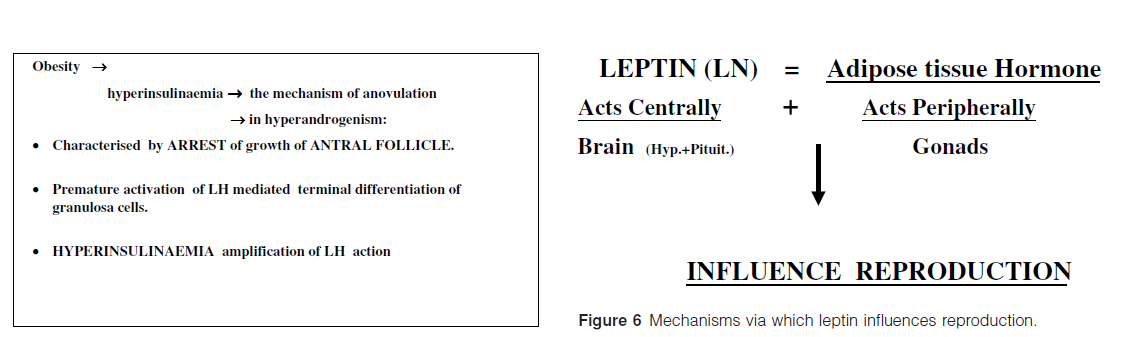 Obesity →
hyperinsulinaemia → the mechanism of anovulation
→ in hyperandrogenism:
• Characterised by ARREST of growth of ANTRAL FOLLICLE.
• Premature activation of LH mediated terminal differentiation of
granulosa cells.
• HYPERINSULINAEMIA amplification of LH action
LEPTIN (LN) = Adipose tissue Hormone
Acts Centrally + Acts Peripherally
Brain (Hyp.+Pituit.) Gonads
INFLUENCE REPRODUCTION
Figure 6 Mechanisms via which leptin influences reproduction.